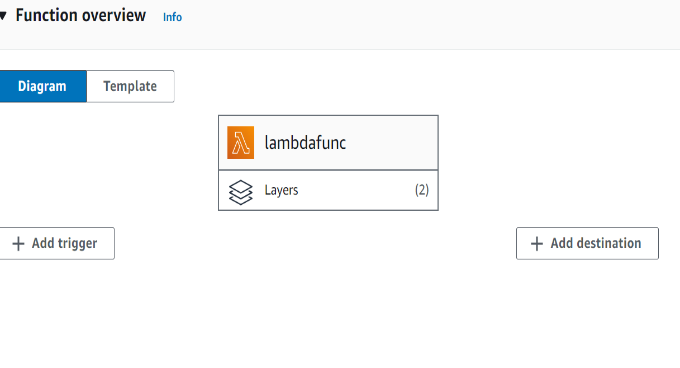 Function overview Info
Diagram Template
lambdafunc
Layers (2)
Add trigger
Add destination